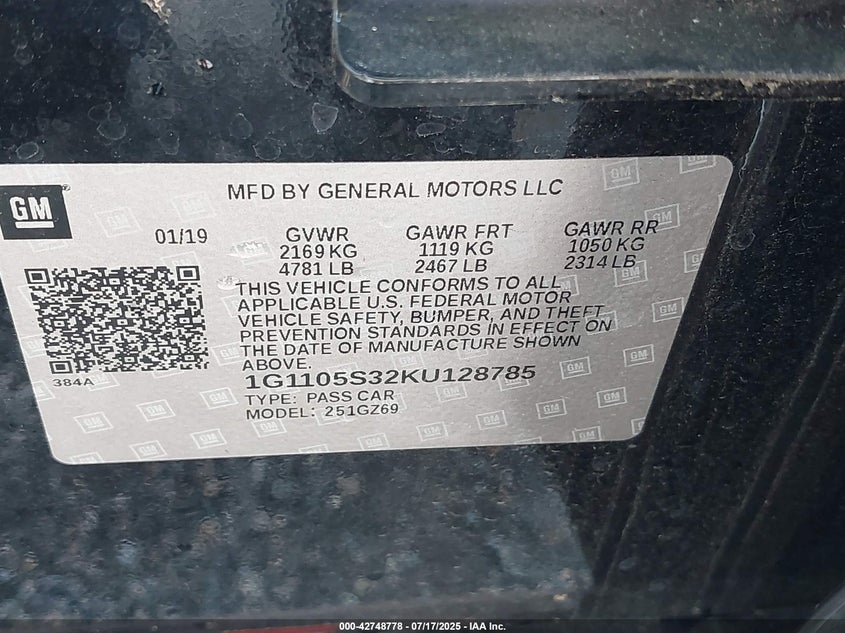 MFD BY GENERAL MOTORS LLC
GM
01/19
GVWR GAWR FRT GAWR RR
2169 KG 1119 KG 1050 KG
4781 LB 2467 LB 2314 LB
THIS VEHICLE CONFORMS TO ALL
APPLICABLE U.S. FEDERAL MOTOR
VEHICLE SAFETY, BUMPER, AND THEFT
PREVENTION STANDARDS IN EFFECT ON
THE DATE OF MANUFACTURE SHOWN
ABOVE.
384A
1G1105S32KU128785
TYPE: PASS CAR
MODEL: 251GZ69
000-42748778 - 07/17/2025 - IAA Inc.